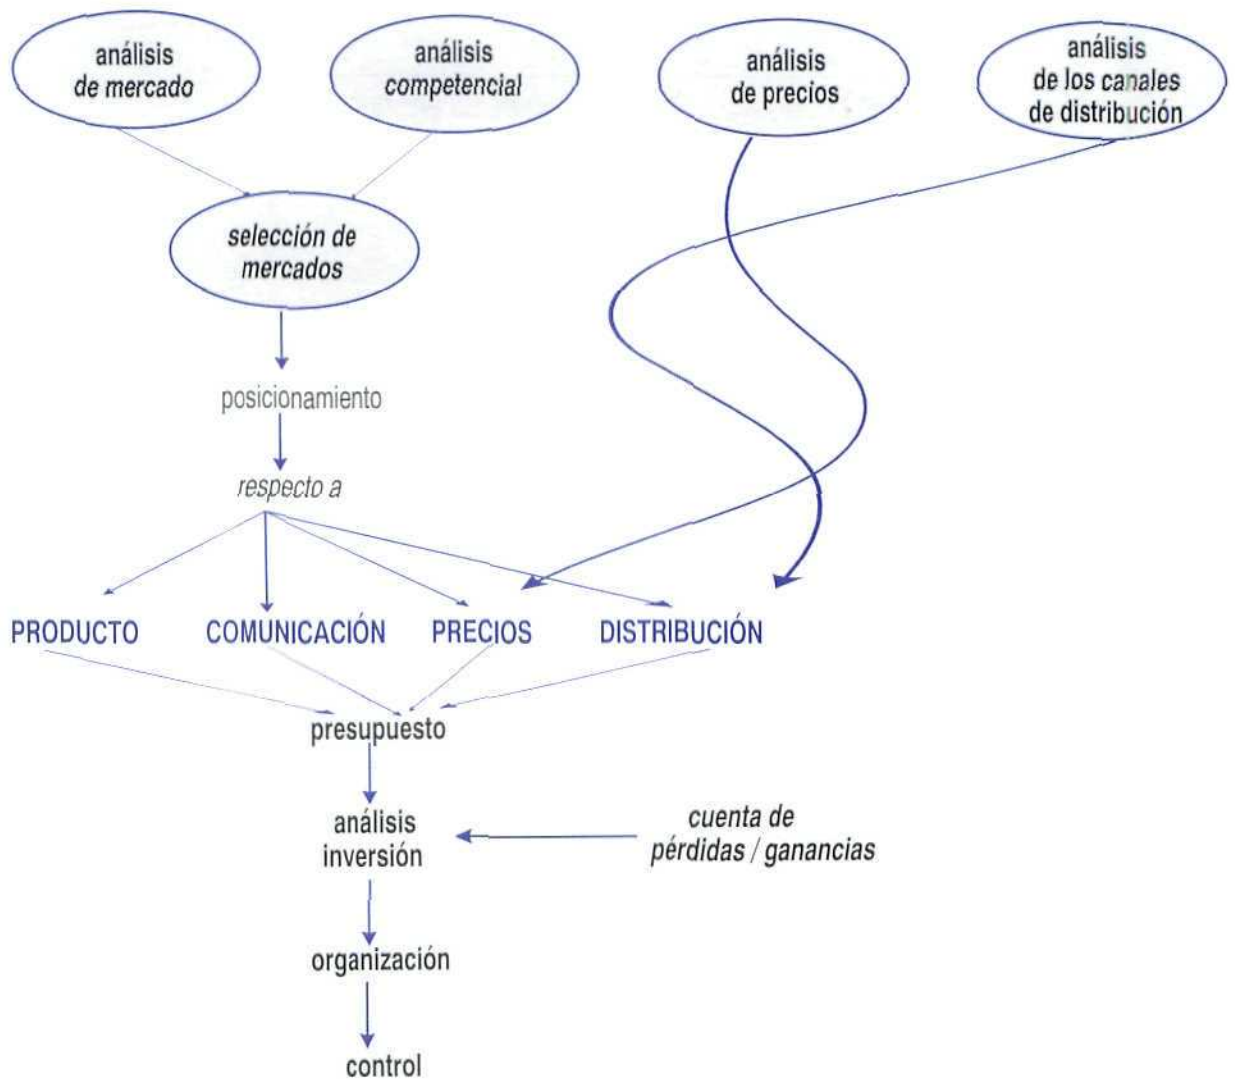 análisis
de mercado
análisis
competencial
análisis
de precios
análisis
de los canales
de distribución
selección de
mercados
posicionamiento
respecto a
PRODUCTO
COMUNICACIÓN
PRECIOS
DISTRIBUCIÓN
presupuesto
análisis
inversión
cuenta de
pérdidas / ganancias
organización
control